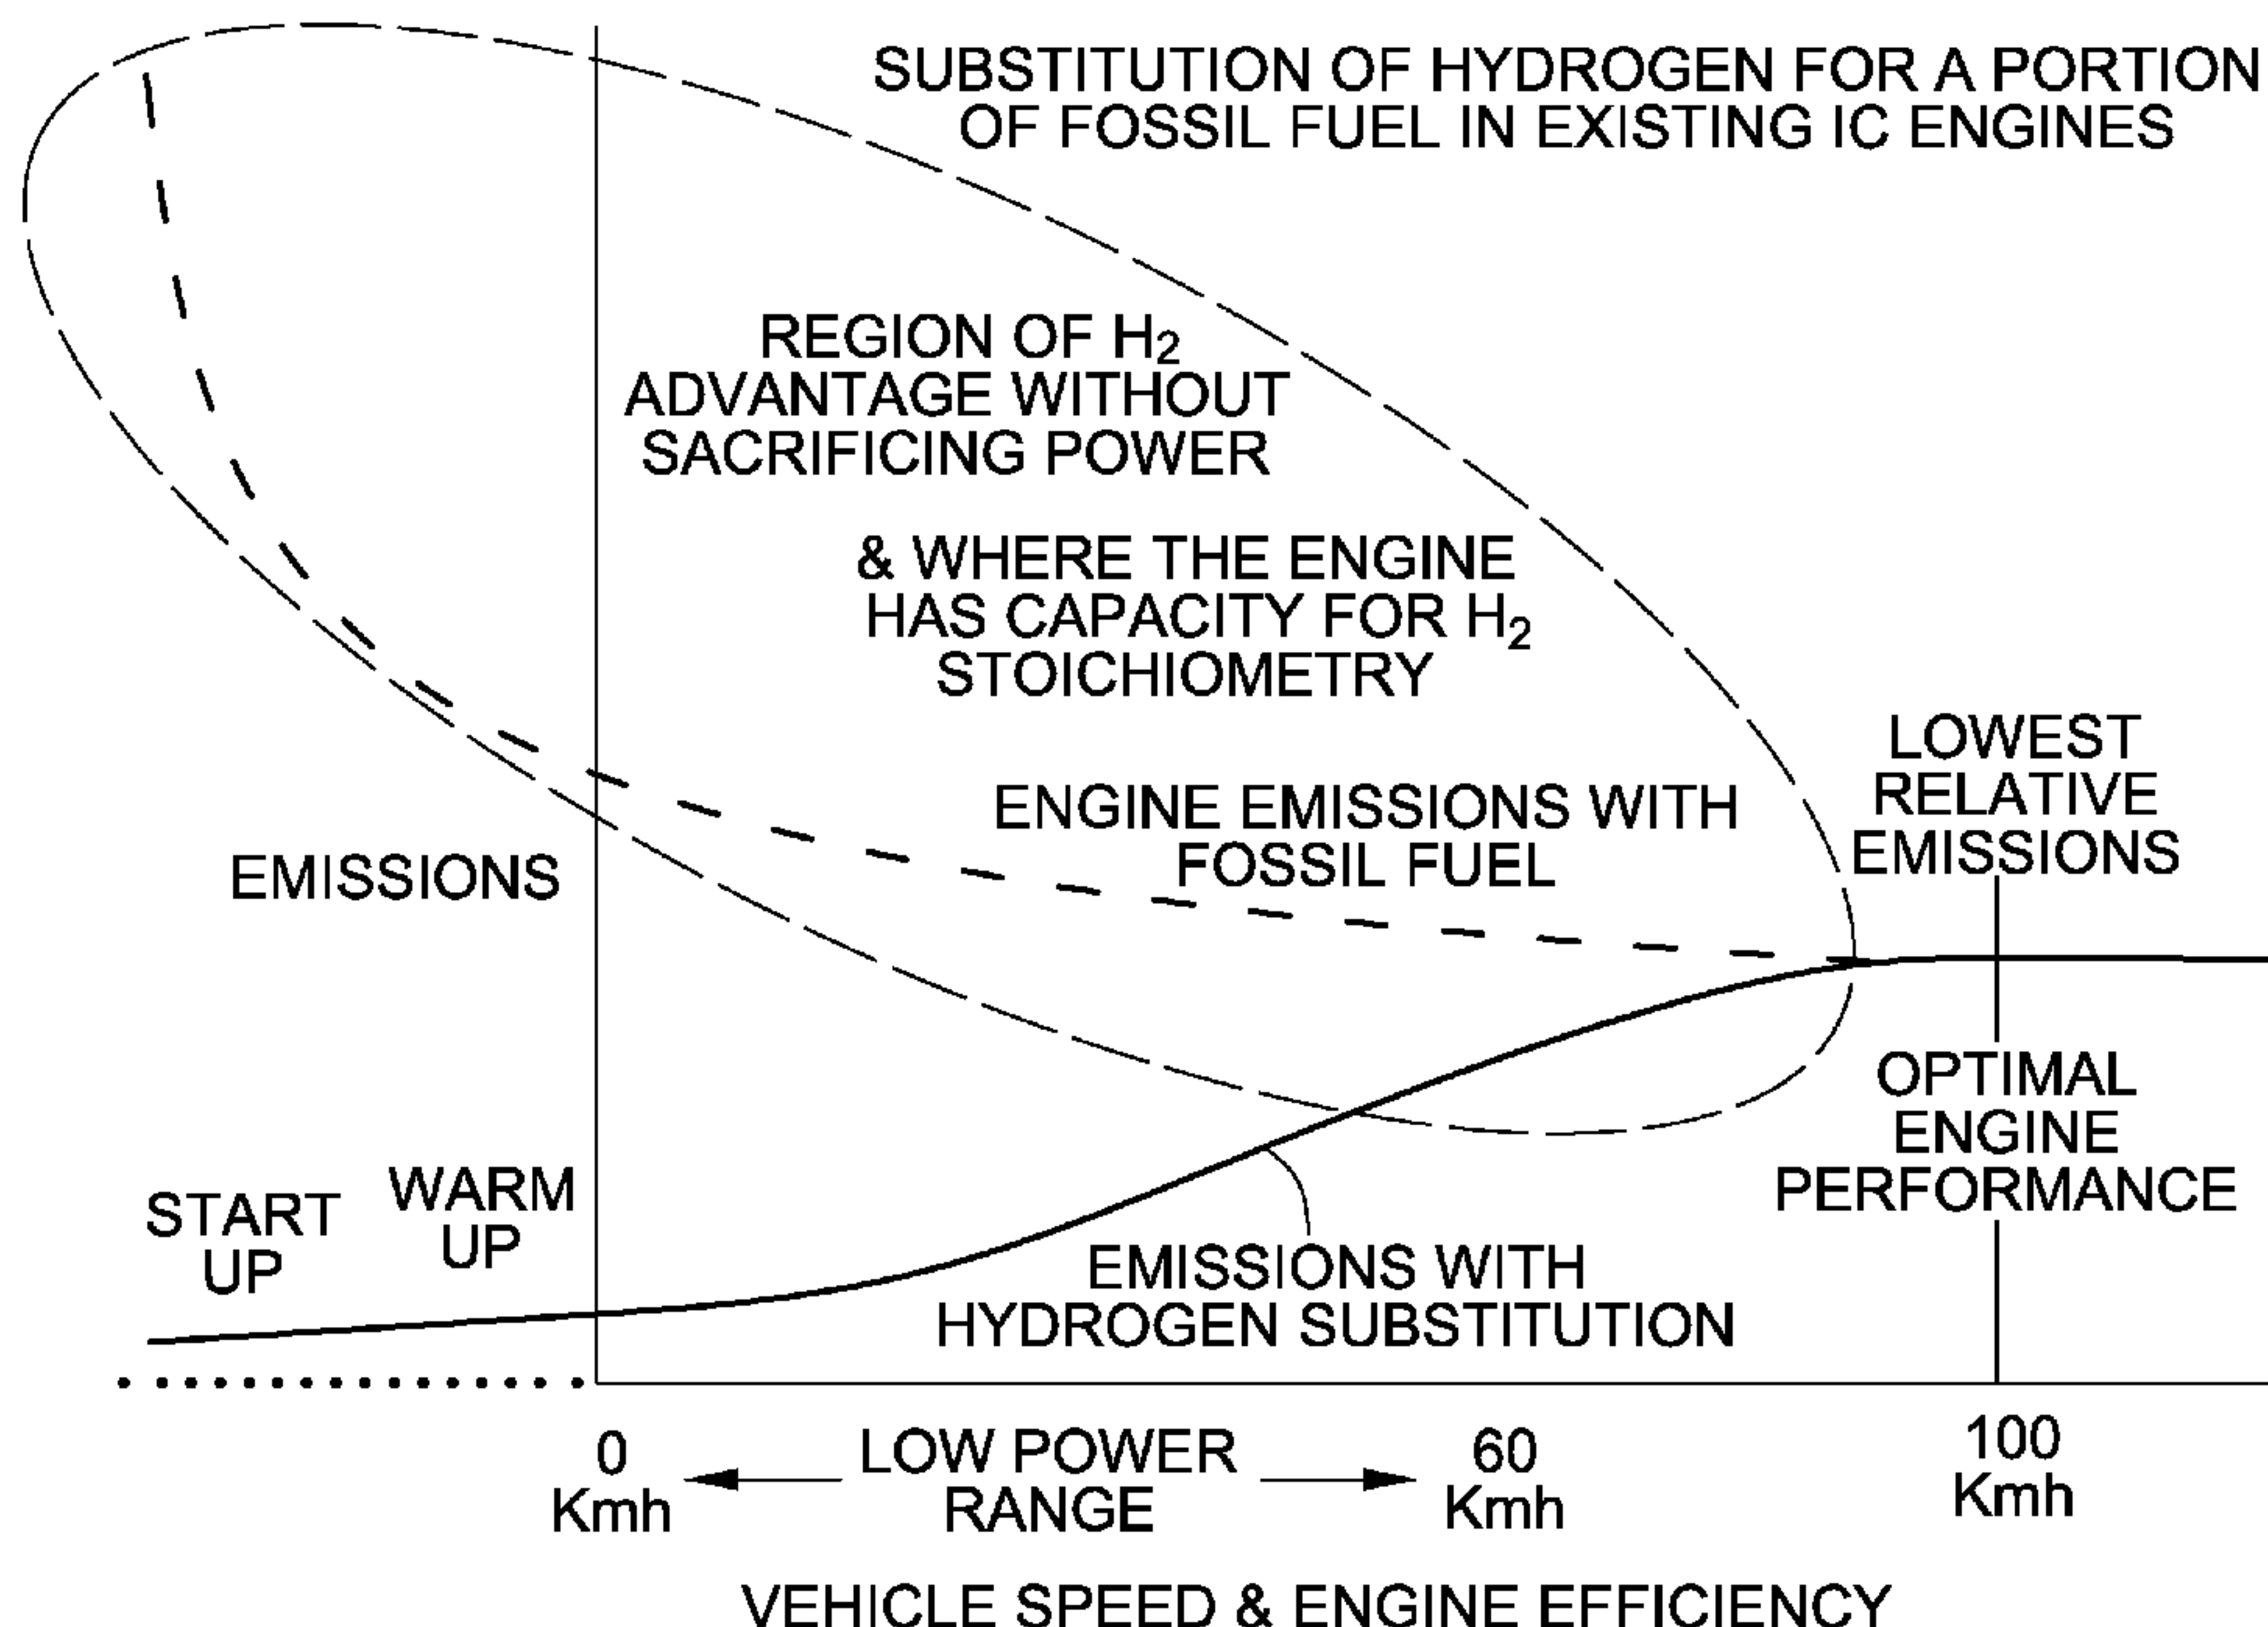 SUBSTITUTION OF HYDROGEN FOR A PORTION
OF FOSSIL FUEL IN EXISTING IC ENGINES
REGION OF H2
ADVANTAGE WITHOUT
SACRIFICING POWER
& WHERE THE ENGINE
HAS CAPACITY FOR H2
STOICHIOMETRY
LOWEST
RELATIVE
EMISSIONS
ENGINE EMISSIONS WITH
FOSSIL FUEL
EMISSIONS
OPTIMAL
ENGINE
PERFORMANCE
START
UP
WARM
UP
EMISSIONS WITH
HYDROGEN SUBSTITUTION
0
Kmh
LOW POWER
RANGE
60
Kmh
100
Kmh
VEHICLE SPEED & ENGINE EFFICIENCY